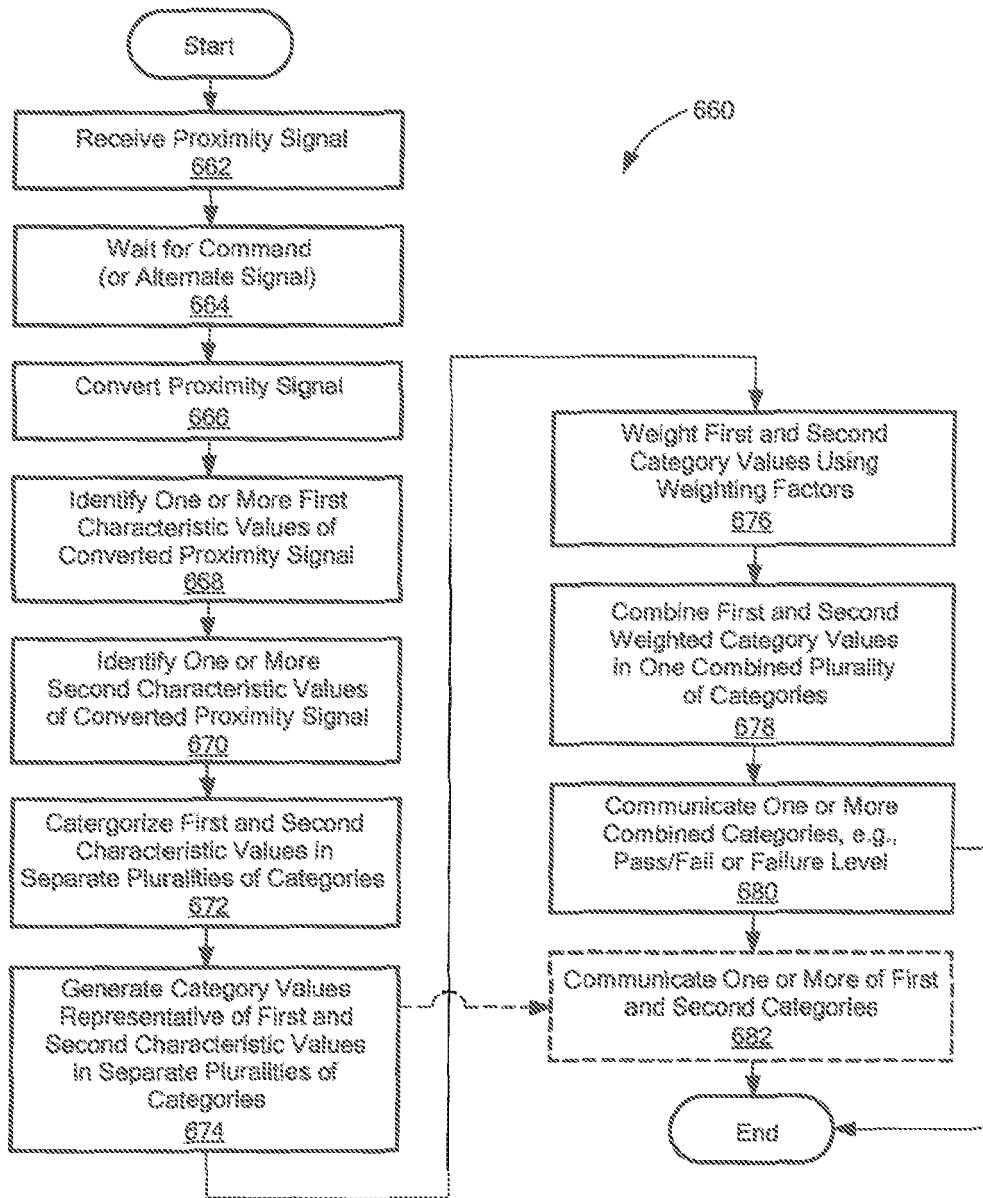 Start
Receive Proximity Signal
662
Wait for Command
(or Alternate Signal)
664
Convert Proximity Signal
666
Identify One or More First
Characteristic Values of
Converted Proximity Signal
668
Identify One or More
Second Characteristic Values
of Converted Proximity Signal
670
Catergorize First and Second
Characteristic Values in
Separate Pluralities of Categories
672
Generate Category Values
Representative of First and
Second Characteristic Values
in Separate Pluralities of
Categories
674
660
Weight First and Second
Category Values Using
Weighting Factors
676
Combine First and Second
Weighted Category Values
in One Combined Plurality
of Categories
678
Communicate One or More
Combined Categories, e.g.,
Pass/Fail or Failure Level
680
Communicate One or More of First
and Second Categories
682
End